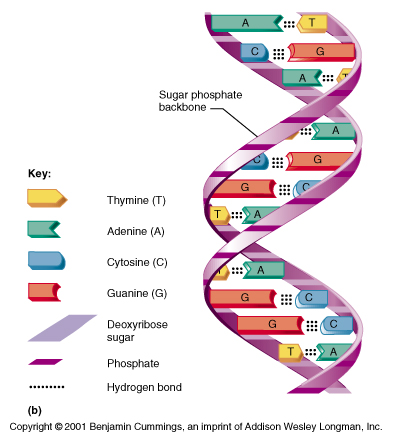 A T
C G
A T
Sugar phosphate
backbone
A
C G
Key:
G C
Thymine (T)
T A
Adenine (A)
Cytosine (C)
A
Guanine (G)
G C
Deoxyribose
sugar
G C
T A
Phosphate
Hydrogen bond
(b)
Copyright © 2001 Benjamin Cummings, an imprint of Addison Wesley Longman, Inc.